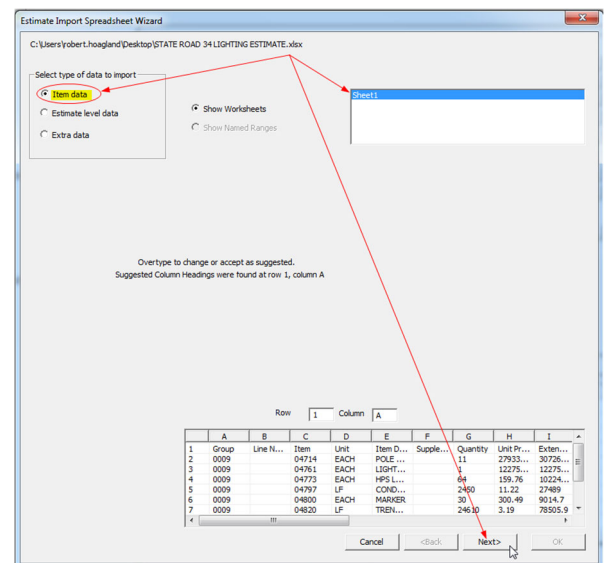 Estimate Import Spreadsheet Wizard
C:\Users\robert.hoagland\Desktop\STATE ROAD 34 LIGHTING ESTIMATE.xlsx
Select type of data to import
Item data
Estimate level data
Extra data
Show Worksheets
Show Named Ranges
Sheet1
Overtype to change or accept as suggested.
Suggested Column Headings were found at row 1, column A
Row 1 Column A
A B C D E F G H I
1 Group Line N... Item Unit Item D... Supple... Quantity Unit Pr... Exten...
2 0009 04714 EACH POLE ... 11 27933... 30726...
3 0009 04761 EACH LIGHT... 1 12275... 12275...
4 0009 04773 EACH HPS L... 64 159.76 10224...
5 0009 04797 LF COND... 2450 11.22 27489
6 0009 04800 EACH MARKER 30 300.49 9014.7
7 0009 04820 LF TREN... 24610 3.19 78505.9
Cancel <Back Next> OK